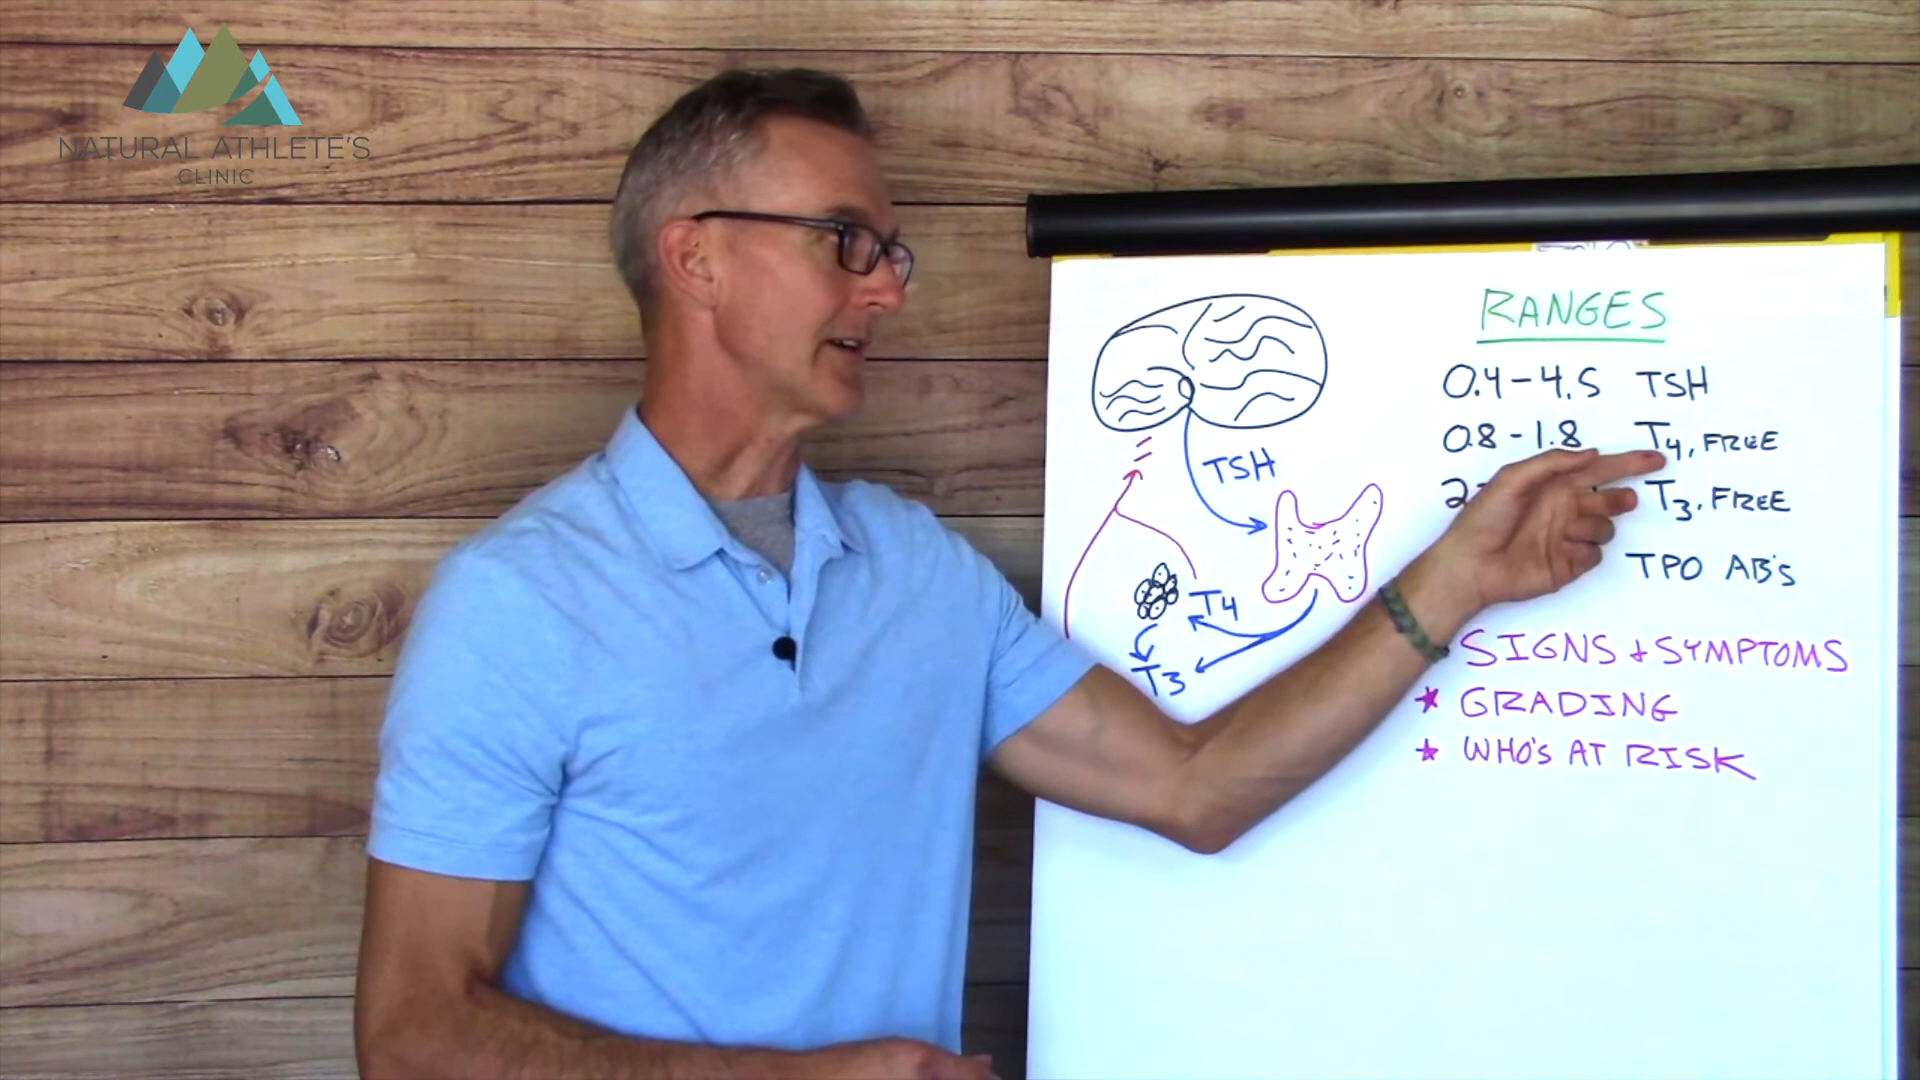 NATURAL ATHLETE'S
CLINIC
RANGES
0.4-4.5 TSH
0.8-1.8 T4, FREE
T3, FREE
TPO AB'S
SIGNS + SYMPTOMS
★ GRADING
★ WHO'S AT RISK
TSH
T4
T3